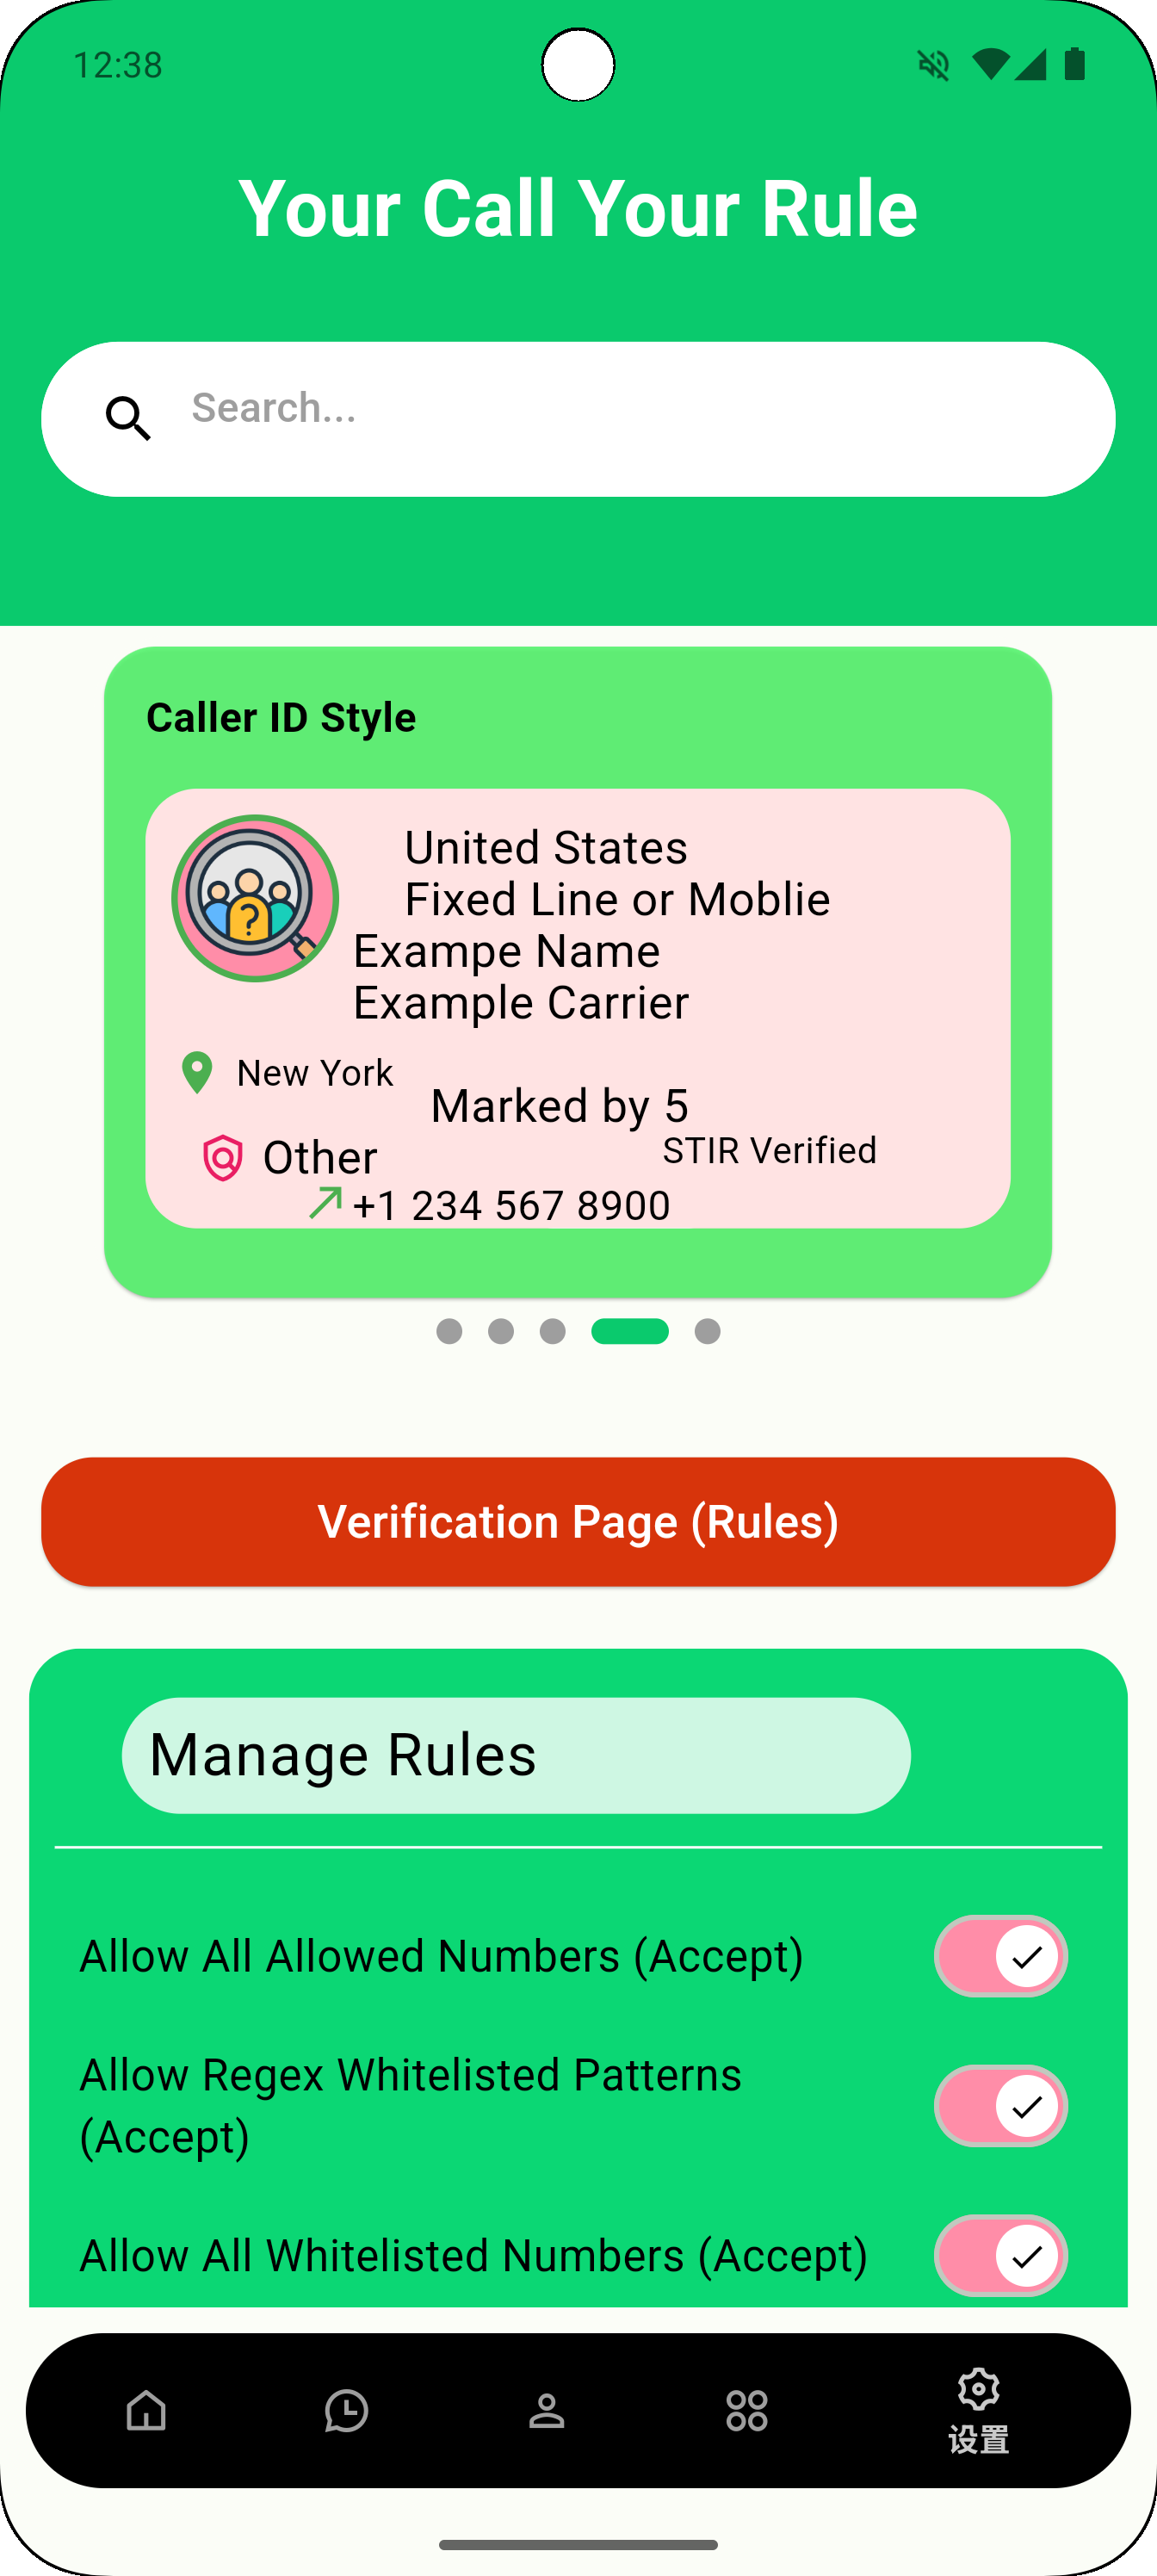 12:38
Your Call Your Rule
Search...
Caller ID Style
United States
Fixed Line or Moblie
Exampe Name
Example Carrier
New York
Marked by 5
Other
STIR Verified
+1 234 567 8900
Verification Page (Rules)
Manage Rules
Allow All Allowed Numbers (Accept)
Allow Regex Whitelisted Patterns
(Accept)
Allow All Whitelisted Numbers (Accept)
设置